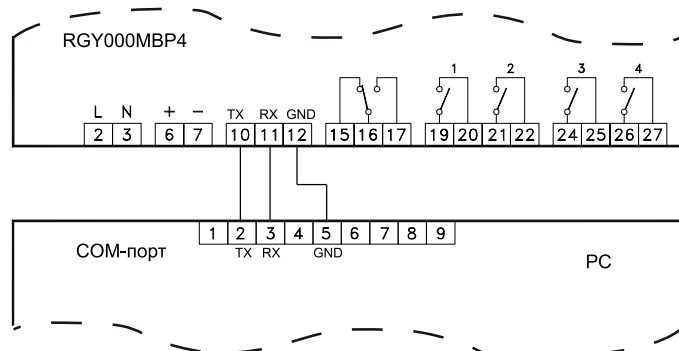 RGY000MBP4
1 2 3 4
L N + − TX RX GND
2 3 6 7 10 11 12 15 16 17 19 20 21 22 24 25 26 27
1 2 3 4 5 6 7 8 9
COM-порт TX RX GND
PC